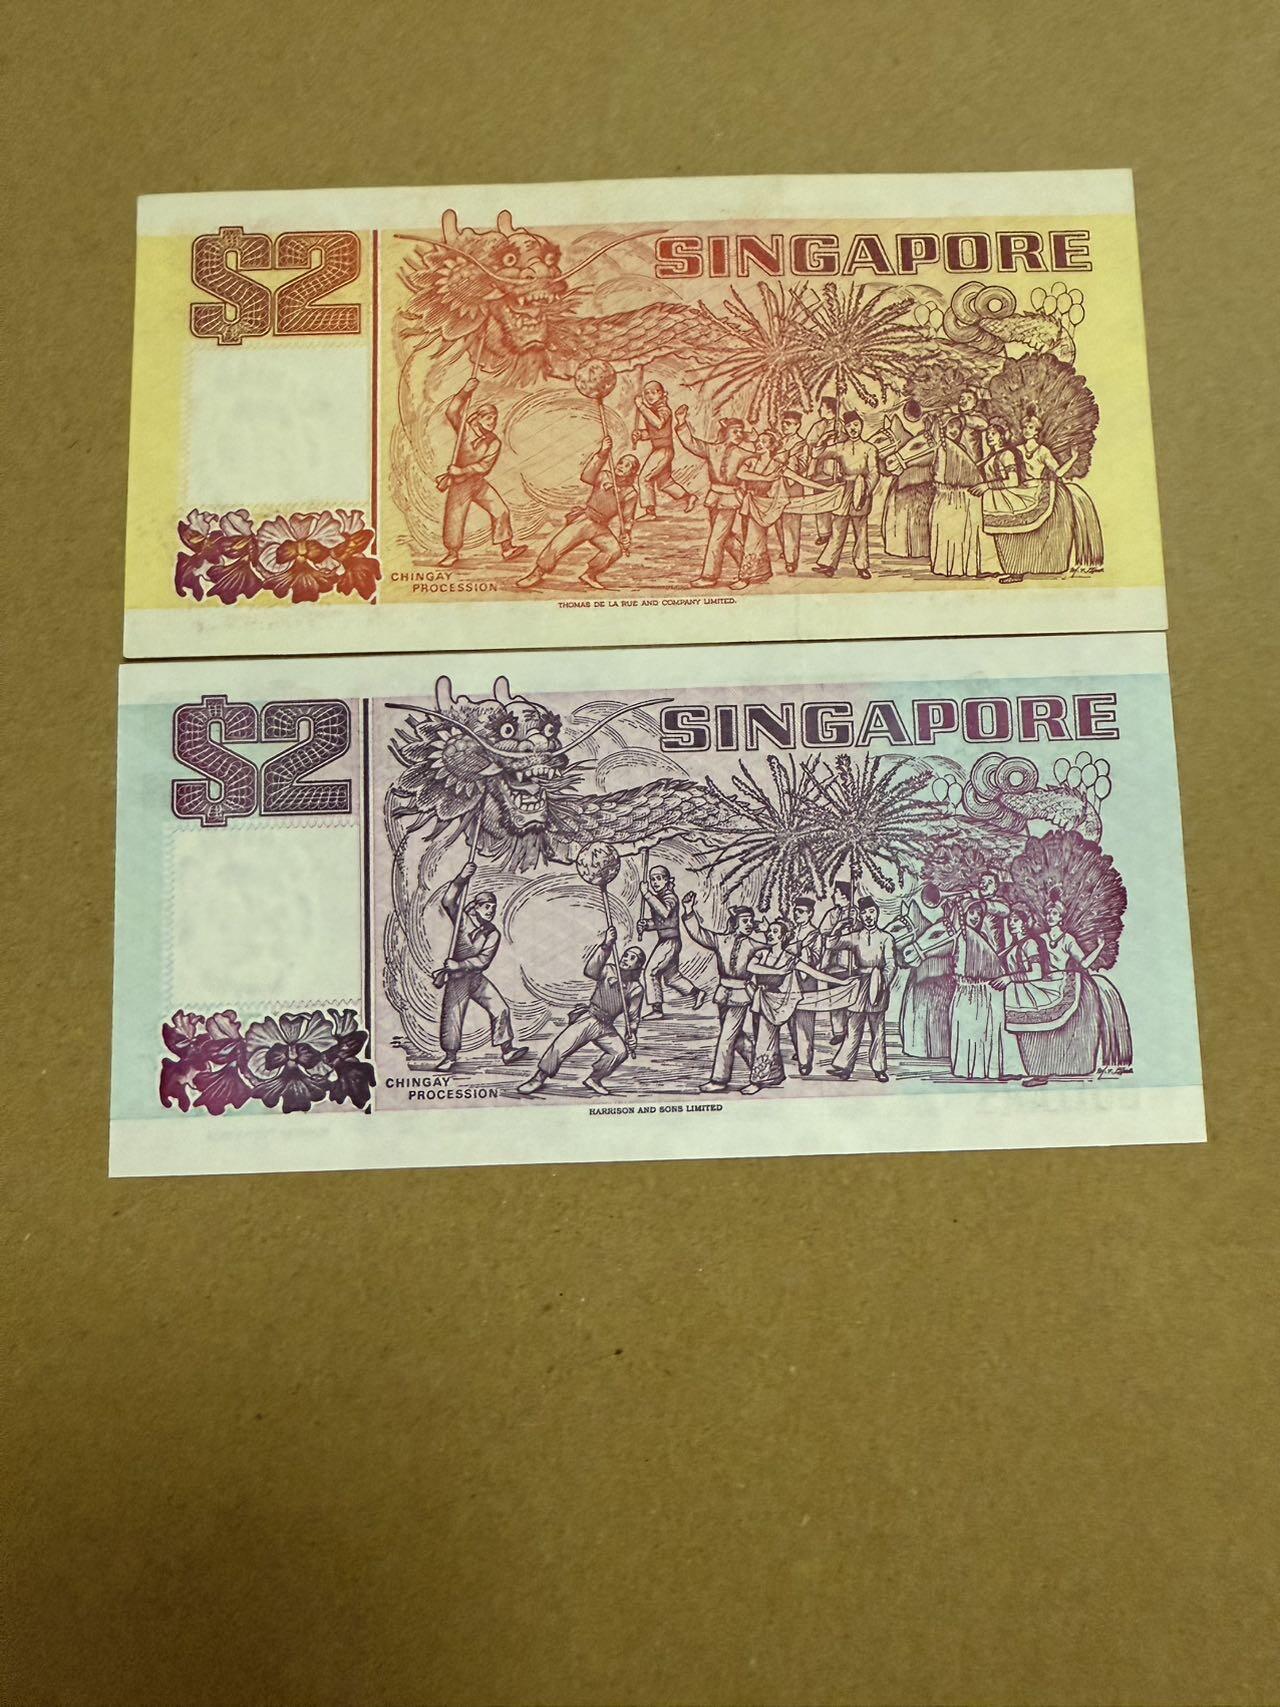 $2
SINGAPORE
CHINGAY
PROCESSION
THOMAS DE LA RUE AND COMPANY LIMITED.
$2
SINGAPORE
CHINGAY
PROCESSION
HARRISON AND SONS LIMITED